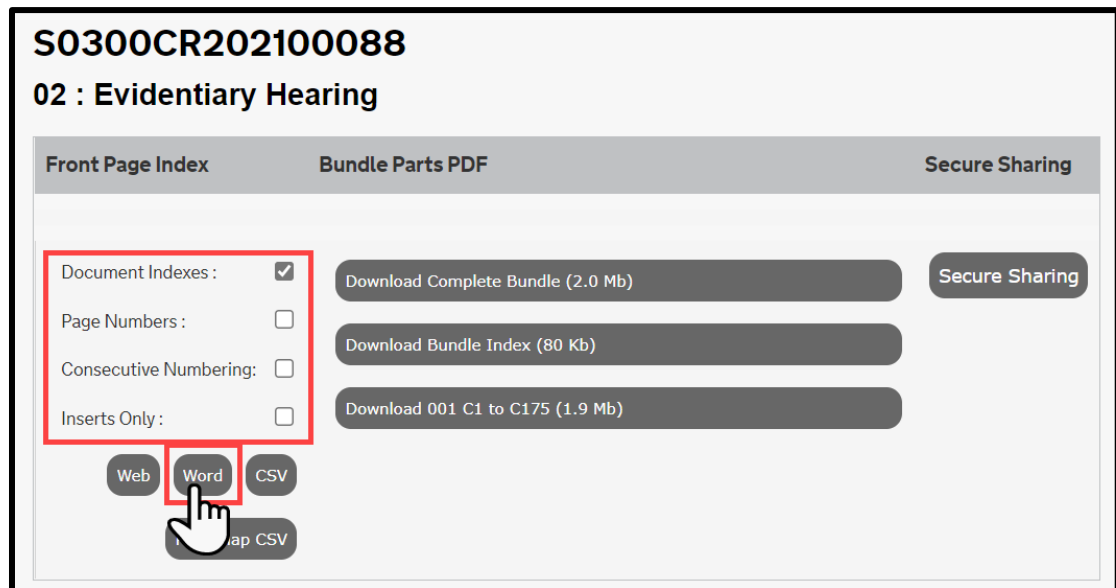 S0300CR202100088
02 : Evidentiary Hearing
Front Page Index Bundle Parts PDF Secure Sharing
Document Indexes :
Page Numbers :
Consecutive Numbering:
Inserts Only :
Download Complete Bundle (2.0 Mb)
Download Bundle Index (80 Kb)
Download 001 C1 to C175 (1.9 Mb)
Secure Sharing
Web Word CSV
CSV